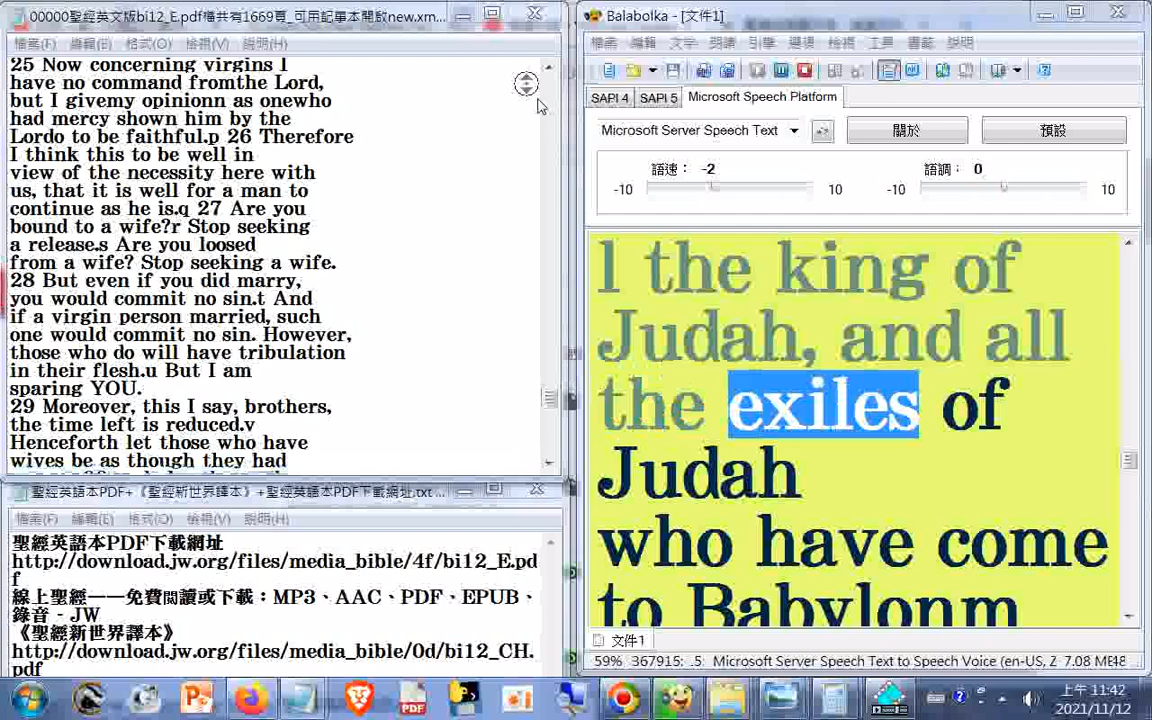 00000聖經英文版bi12_E.pdf檔共有1669頁_可用記事本開啟new.xm...
檔案(F) 編輯(E) 格式(O) 檢視(V) 說明(H)
25 Now concerning virgins I
have no command fromthe Lord,
but I givemy opinionn as onewho
had mercy shown him by the
Lordo to be faithful.p 26 Therefore
I think this to be well in
view of the necessity here with
us, that it is well for a man to
continue as he is.q 27 Are you
bound to a wife?r Stop seeking
a release.s Are you loosed
from a wife? Stop seeking a wife.
28 But even if you did marry,
you would commit no sin.t And
if a virgin person married, such
one would commit no sin. However,
those who do will have tribulation
in their flesh.u But I am
sparing YOU.
29 Moreover, this I say, brothers,
the time left is reduced.v
Henceforth let those who have
wives be as though they had
聖經英語本PDF+《聖經新世界譯本》+聖經英語本PDF下載網址.txt ...
檔案(F) 編輯(E) 格式(O) 檢視(V) 說明(H)
聖經英語本PDF下載網址
http://download.jw.org/files/media_bible/4f/bi12_E.pd
f
線上聖經——免費閱讀或下載：MP3、AAC、PDF、EPUB、
錄音 - JW
《聖經新世界譯本》
http://download.jw.org/files/media_bible/0d/bi12_CH.
pdf
Balabolka - [文件1]
檔案 編輯 文字 朗讀 引擎 選項 檢視 工具 書籤 說明
SAPI 4 SAPI 5 Microsoft Speech Platform
Microsoft Server Speech Text 關於 預設
語速： -2 語調： 0
-10 10 -10 10
l the king of
Judah, and all
the exiles of
Judah
who have come
to Babylonm
文件1
59% 367915: .5: Microsoft Server Speech Text to Speech Voice (en-US, Z 7.08 ME48
PDF
上午 11:42
2021/11/12